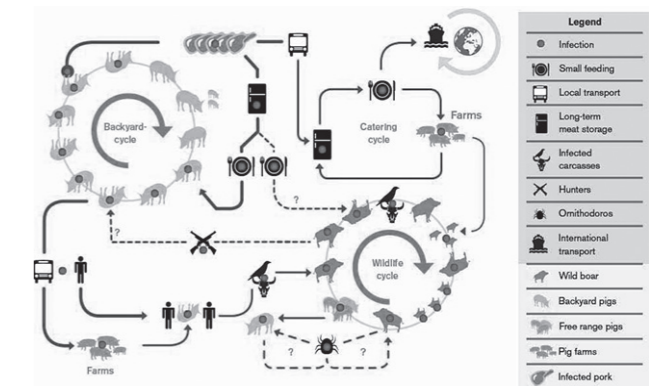 Backyard-
cycle
Catering
cycle
Farms
?
?
Wildlife
cycle
?
?
Farms
Legend
Infection
Small feeding
Local transport
Long-term
meat storage
Infected
carcasses
Hunters
Ornithodoros
International
transport
Wild boar
Backyard pigs
Free range pigs
Pig farms
Infected pork